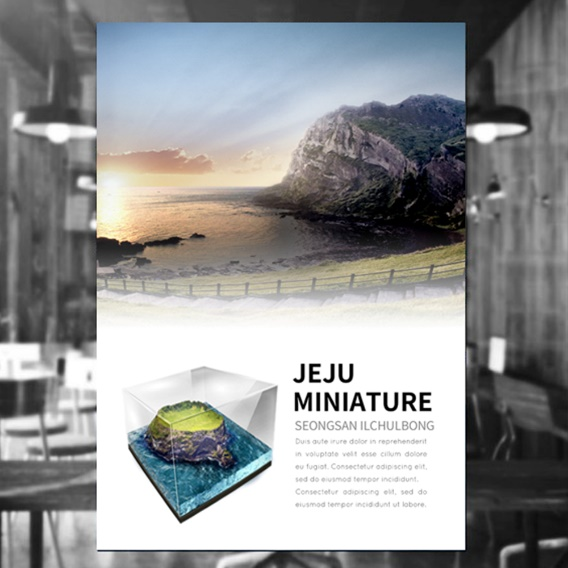 JEJU
MINIATURE
SEONGSAN ILCHULBONG
Duis aute irure dolor in reprehenderit
in voluptate velit esse cillum dolore
eu fugiat. Consectetur adipiscing elit,
sed do eiusmod tempor incididunt.
Consectetur adipiscing elit, sed do
eiusmod tempor incididunt ut labore.